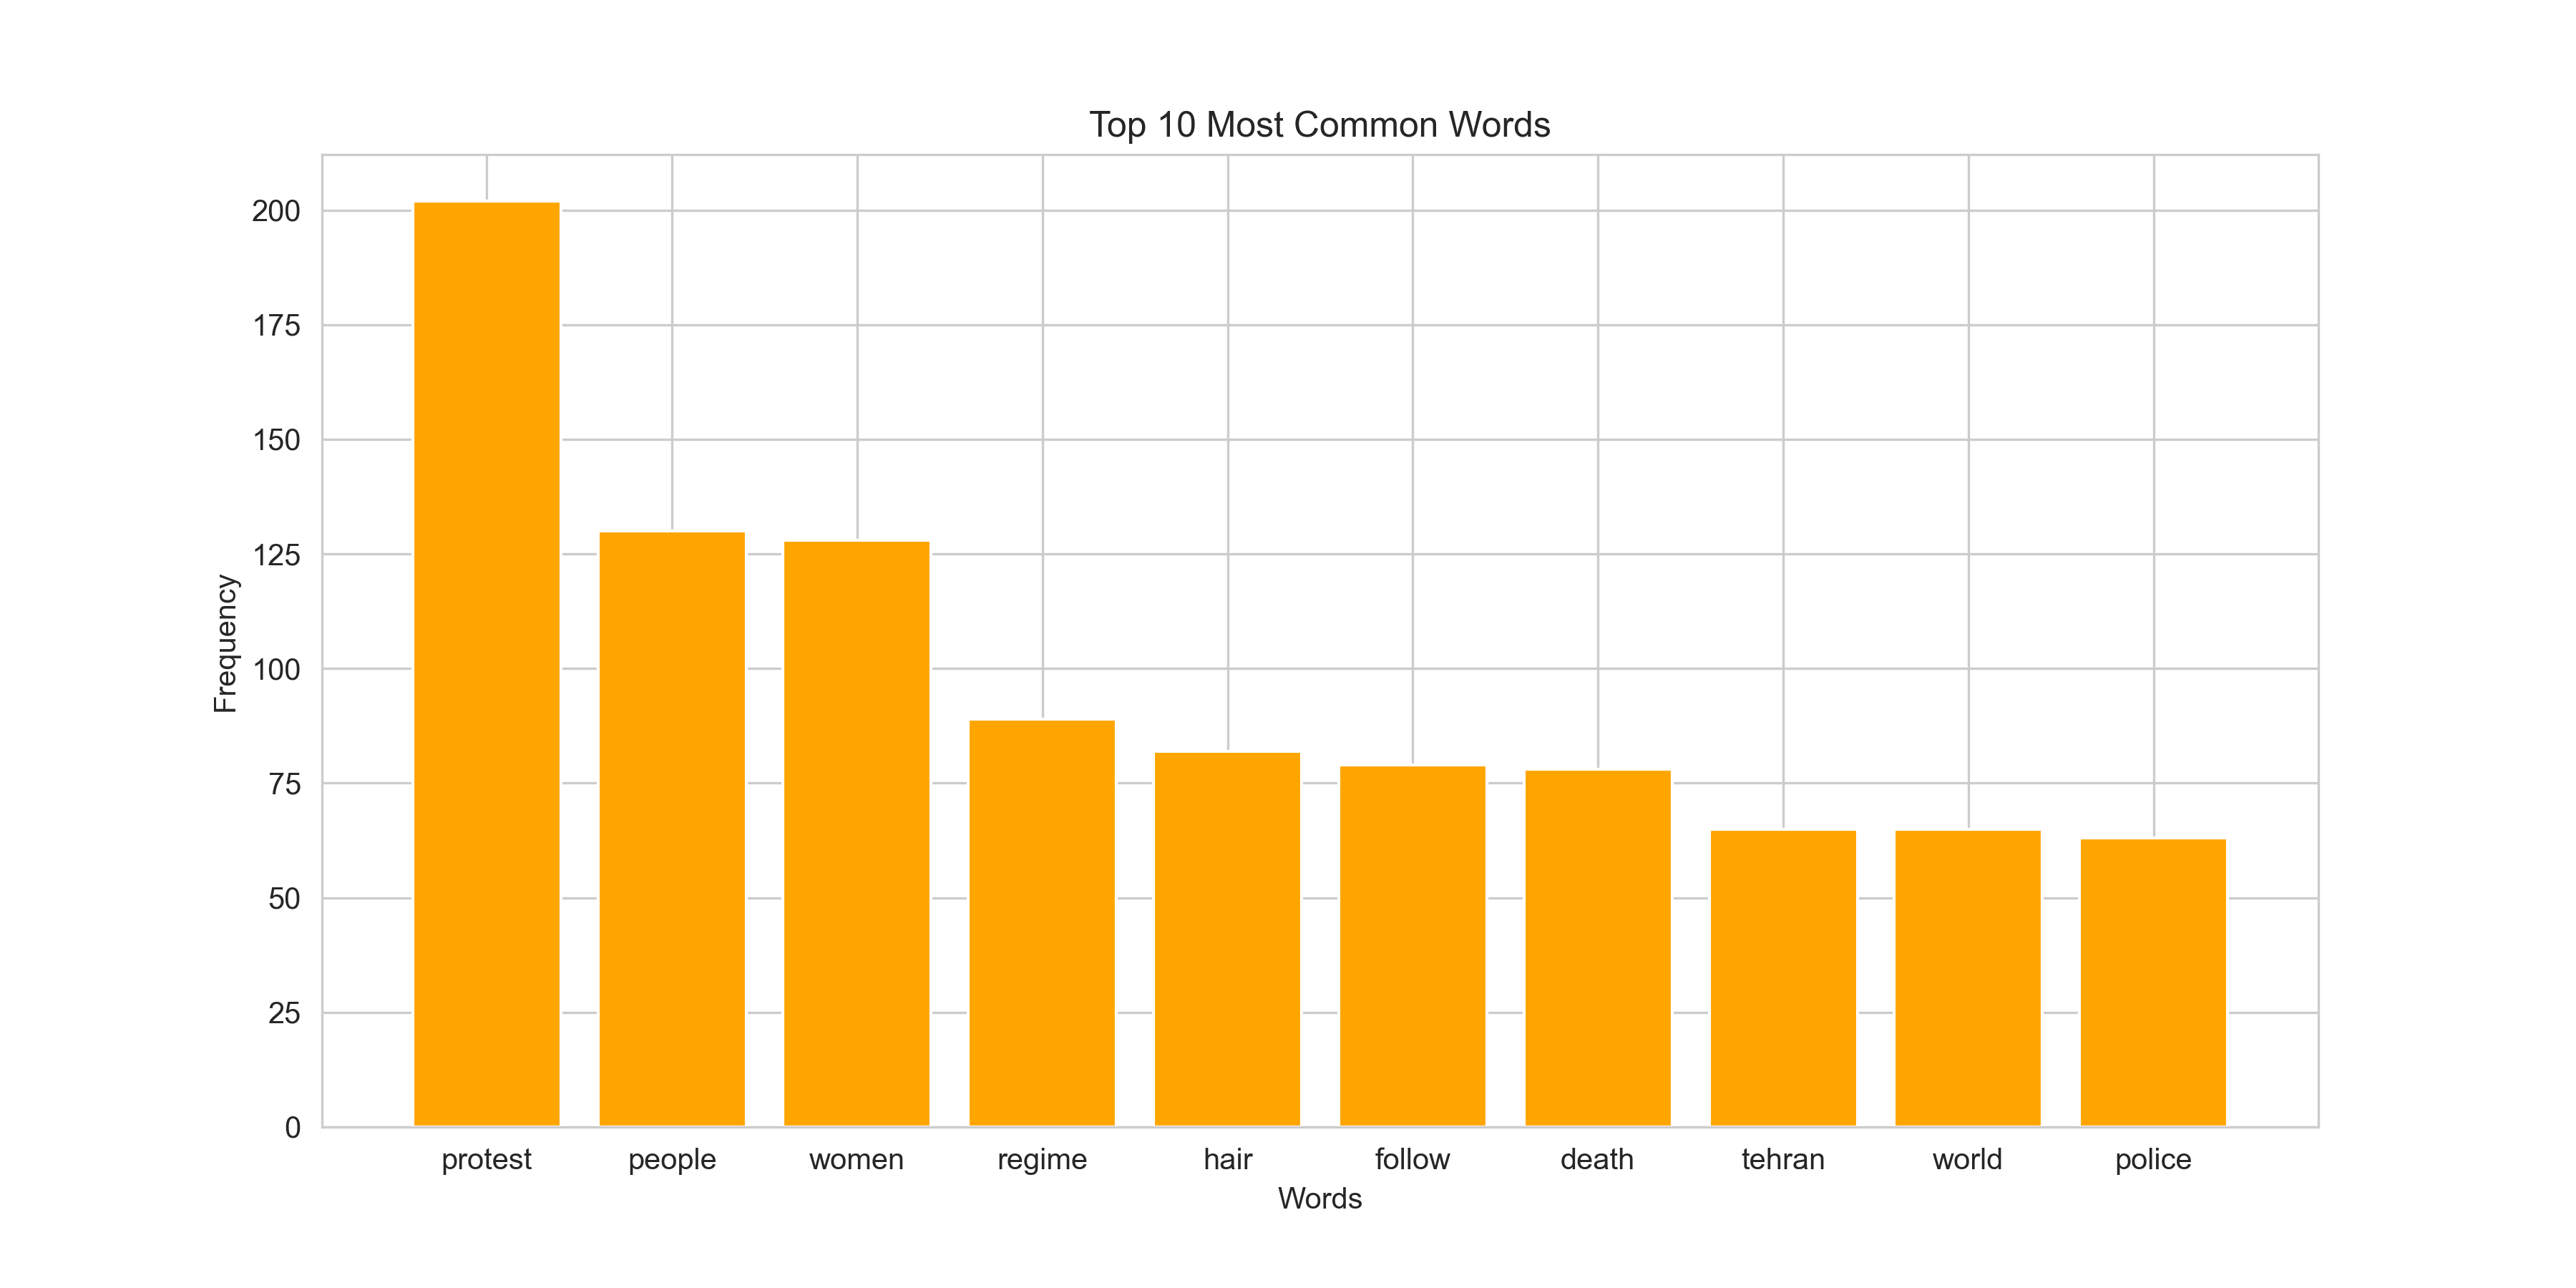 Top 10 Most Common Words
200
175
150
125
100
75
50
25
0
Frequency
protest people women regime hair follow death tehran world police
Words